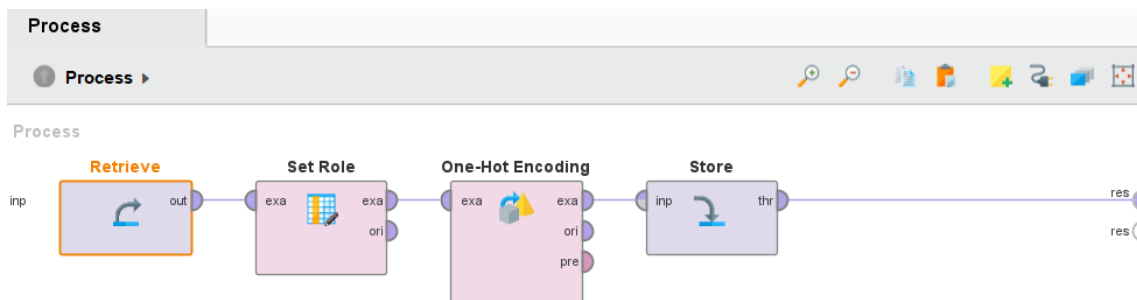 Process
Process
Process
Retrieve
Set Role
One-Hot Encoding
Store
inp
out
exa
exa
exa
exa
inp
thr
res
ori
ori
res
pre